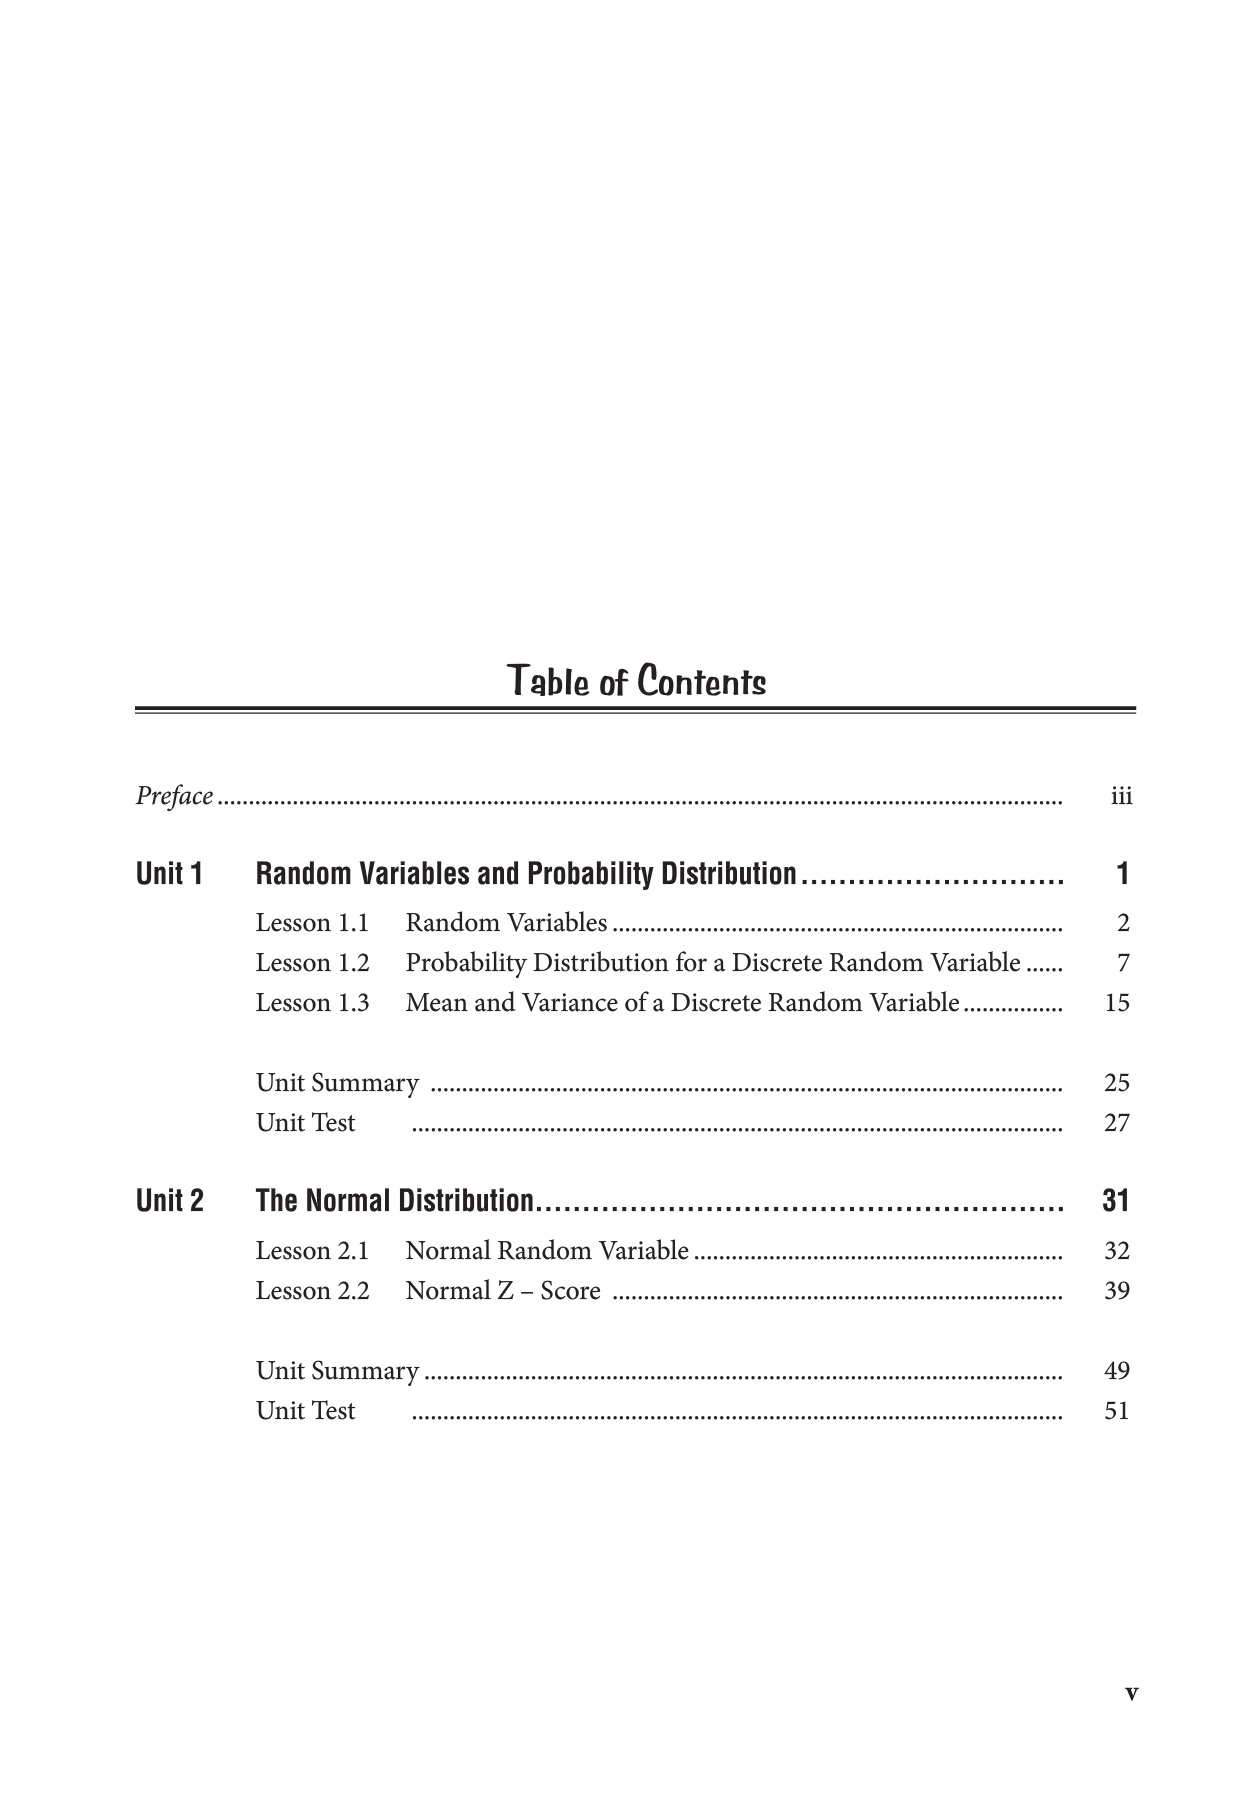 Table of Contents
Preface ........................................................................................................................................ iii
Unit 1 Random Variables and Probability Distribution ............................ 1
Lesson 1.1 Random Variables ........................................................................ 2
Lesson 1.2 Probability Distribution for a Discrete Random Variable ...... 7
Lesson 1.3 Mean and Variance of a Discrete Random Variable ................ 15
Unit Summary ..................................................................................................... 25
Unit Test ........................................................................................................ 27
Unit 2 The Normal Distribution........................................................ 31
Lesson 2.1 Normal Random Variable ........................................................... 32
Lesson 2.2 Normal Z – Score ........................................................................ 39
Unit Summary ...................................................................................................... 49
Unit Test ........................................................................................................ 51
v